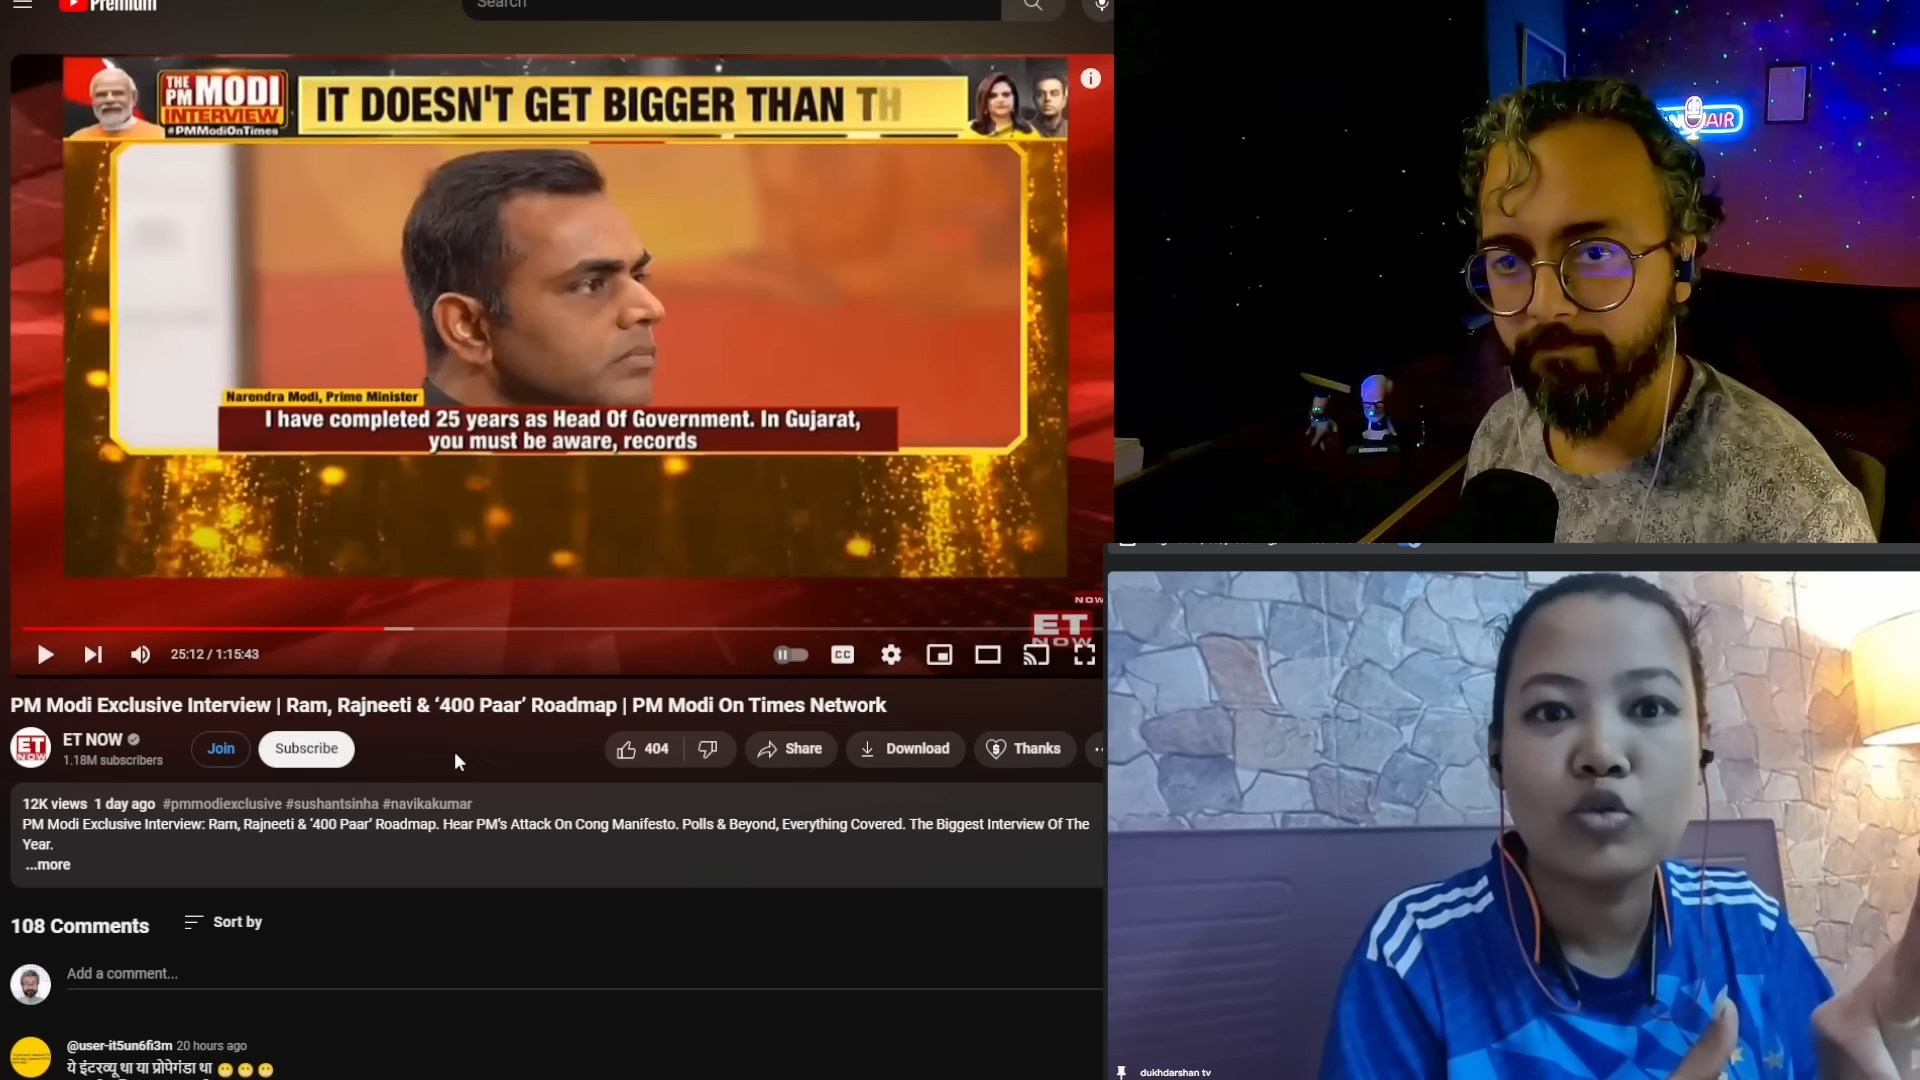 Premium
Search
THE PM MODI INTERVIEW
#PMModiOnTimes
IT DOESN'T GET BIGGER THAN TH
Narendra Modi, Prime Minister
I have completed 25 years as Head Of Government. In Gujarat,
you must be aware, records
AIR
NOW
ET NOW
25:12 / 1:15:43
CC
PM Modi Exclusive Interview | Ram, Rajneeti & ‘400 Paar’ Roadmap | PM Modi On Times Network
ET NOW
ET NOW
1.18M subscribers
Join
Subscribe
404
Share
Download
Thanks
12K views 1 day ago #pmmodiexclusive #sushantsinha #navikakumar
PM Modi Exclusive Interview: Ram, Rajneeti & ‘400 Paar’ Roadmap. Hear PM's Attack On Cong Manifesto. Polls & Beyond, Everything Covered. The Biggest Interview Of The
Year.
...more
108 Comments
Sort by
Add a comment...
@user-it5un6fi3m 20 hours ago
ये इंटरव्यू था या प्रोपेगंडा था 😁 😁 😁
dukhdarshan tv